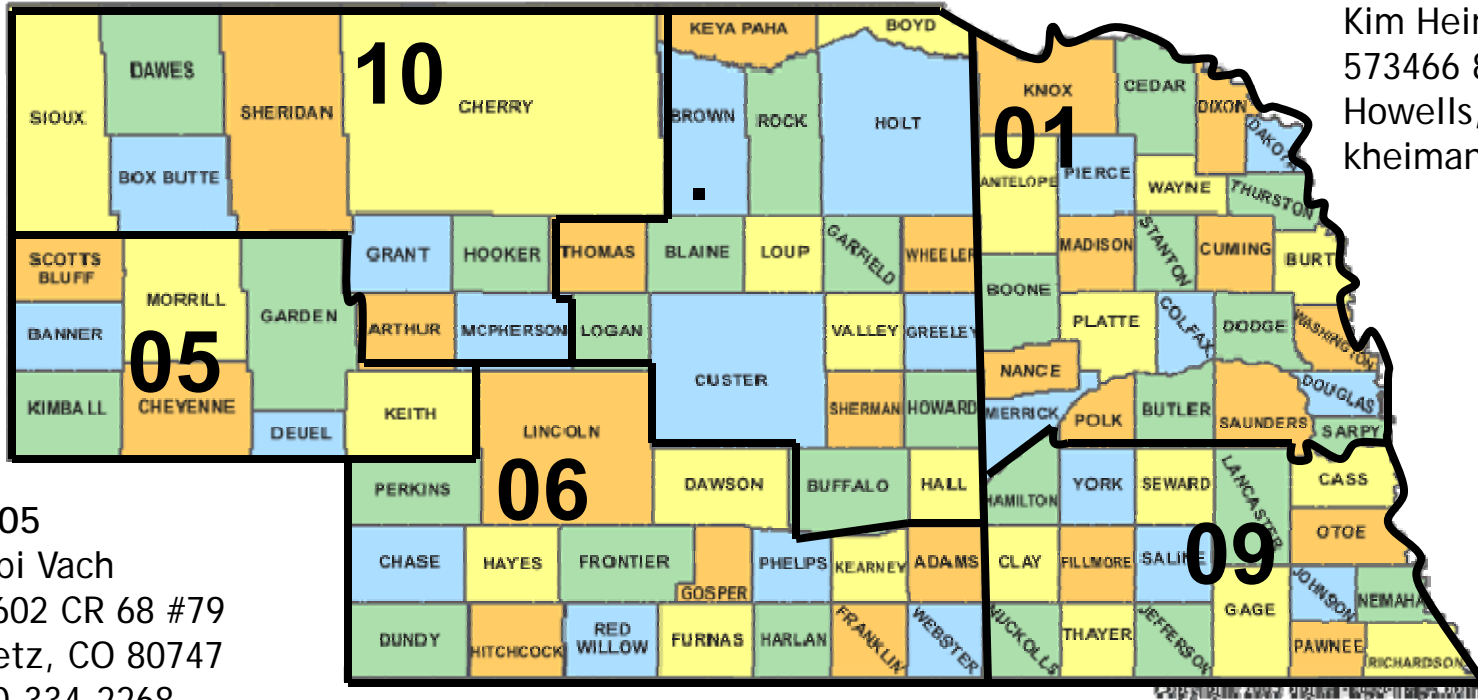 KEYA PAHA
BOYD
Kim Hei
573466
Howells,
kheiman
DAWES
10
SIOUX
SHERIDAN
CHERRY
BROWN
ROCK
HOLT
KNOX
CEDAR
DIXON
DAKOTA
01
BOX BUTTE
ANTELOPE
PIERCE
WAYNE
THURSTON
SCOTTS
BLUFF
MORRILL
GARDEN
GRANT
HOOKER
THOMAS
BLAINE
LOUP
GARFIELD
WHEELER
MADISON
STANTON
CUMING
BURT
BOONE
BANNER
05
ARTHUR
MCPHERSON
LOGAN
CUSTER
VALLEY
GREELEY
PLATTE
COLFAX
DODGE
WASHINGTON
NANCE
KIMBALL
CHEYENNE
DEUEL
KEITH
LINCOLN
SHERMAN
HOWARD
MERRICK
POLK
BUTLER
SAUNDERS
DOUGLAS
SARPY
06
PERKINS
DAWSON
BUFFALO
HALL
HAMILTON
YORK
SEWARD
LANCASTER
CASS
OTOE
CHASE
HAYES
FRONTIER
GOSPER
PHELPS
KEARNEY
ADAMS
CLAY
FILLMORE
SALINE
09
GAGE
JOHNSON
NEMAHA
DUNDY
HITCHCOCK
RED
WILLOW
FURNAS
HARLAN
FRANKLIN
WEBSTER
NUCKOLLS
THAYER
JEFFERSON
PAWNEE
RICHARDSON
05
bi Vach
602 CR 68 #79
etz, CO 80747
334-2268